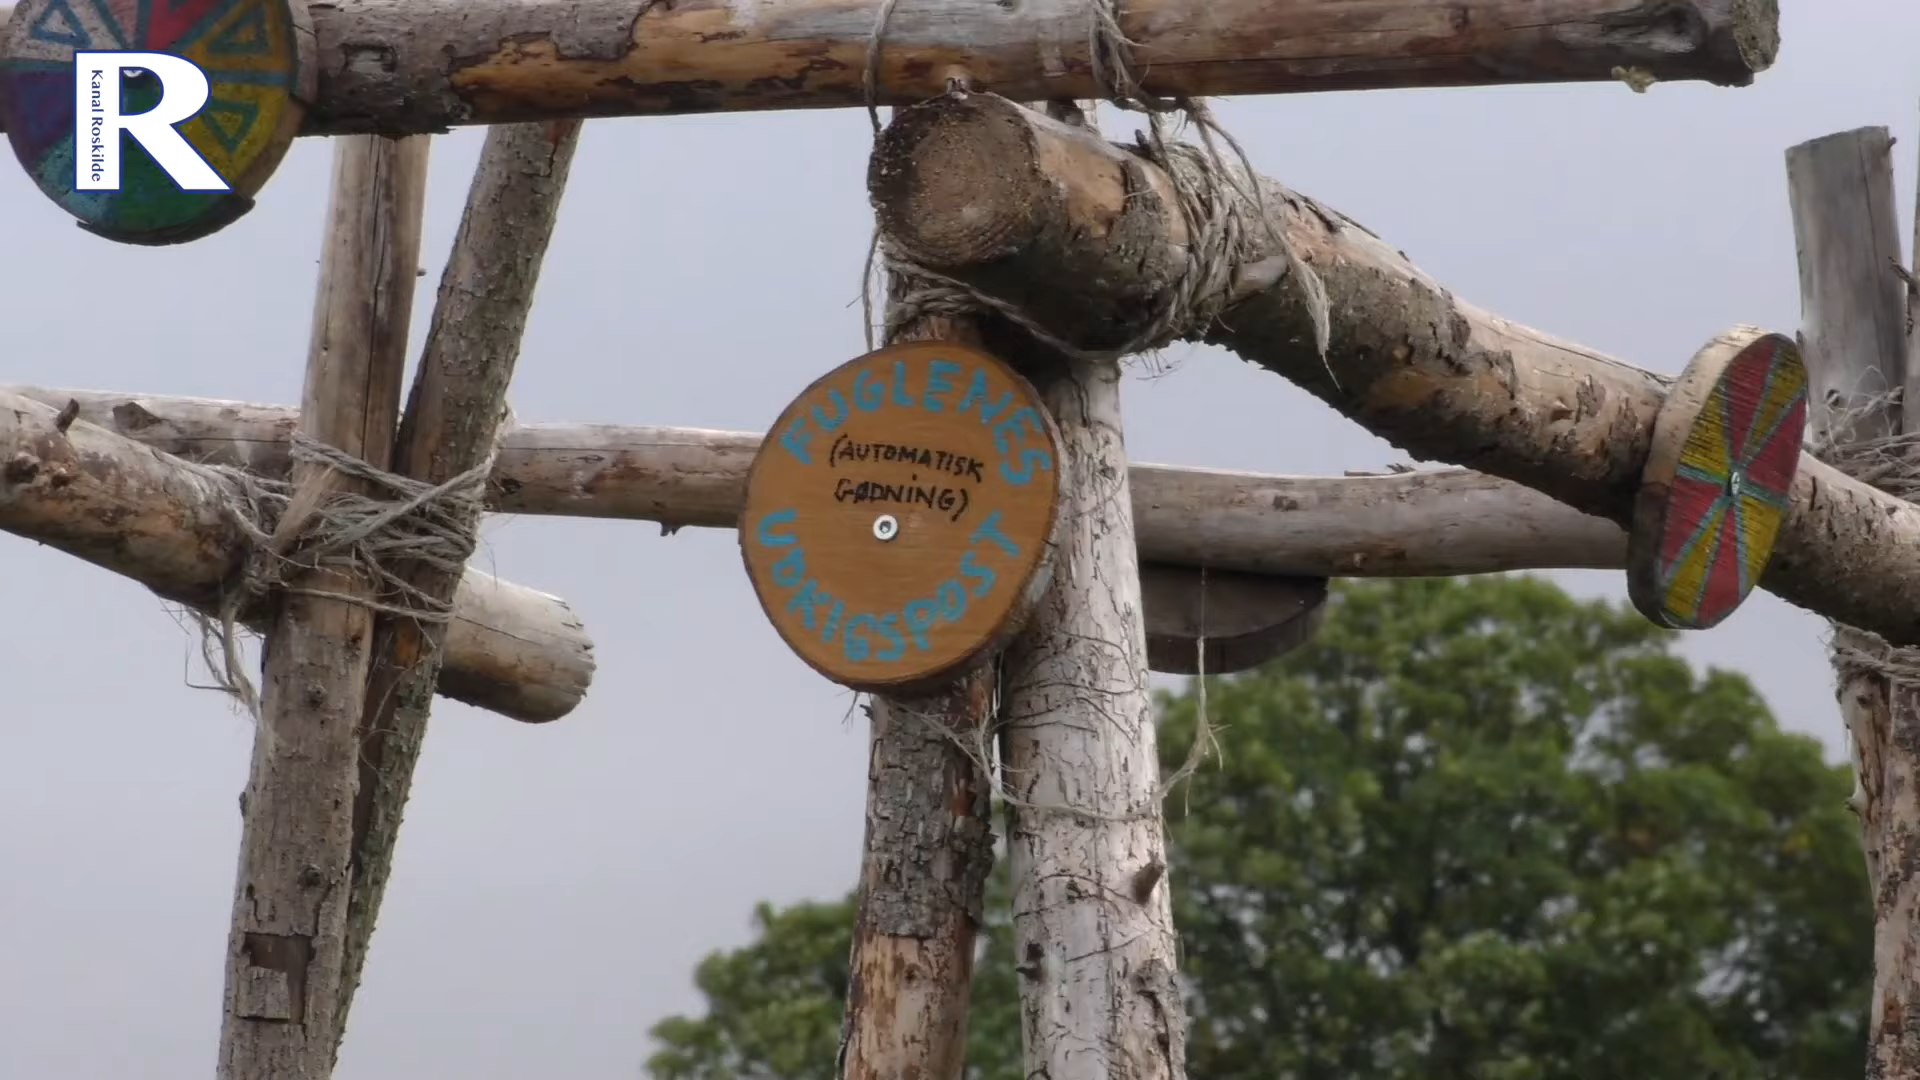 R
Kanal Roskilde
FUGLENES
(AUTOMATISK
GØDNING)
UDKIGSPOST